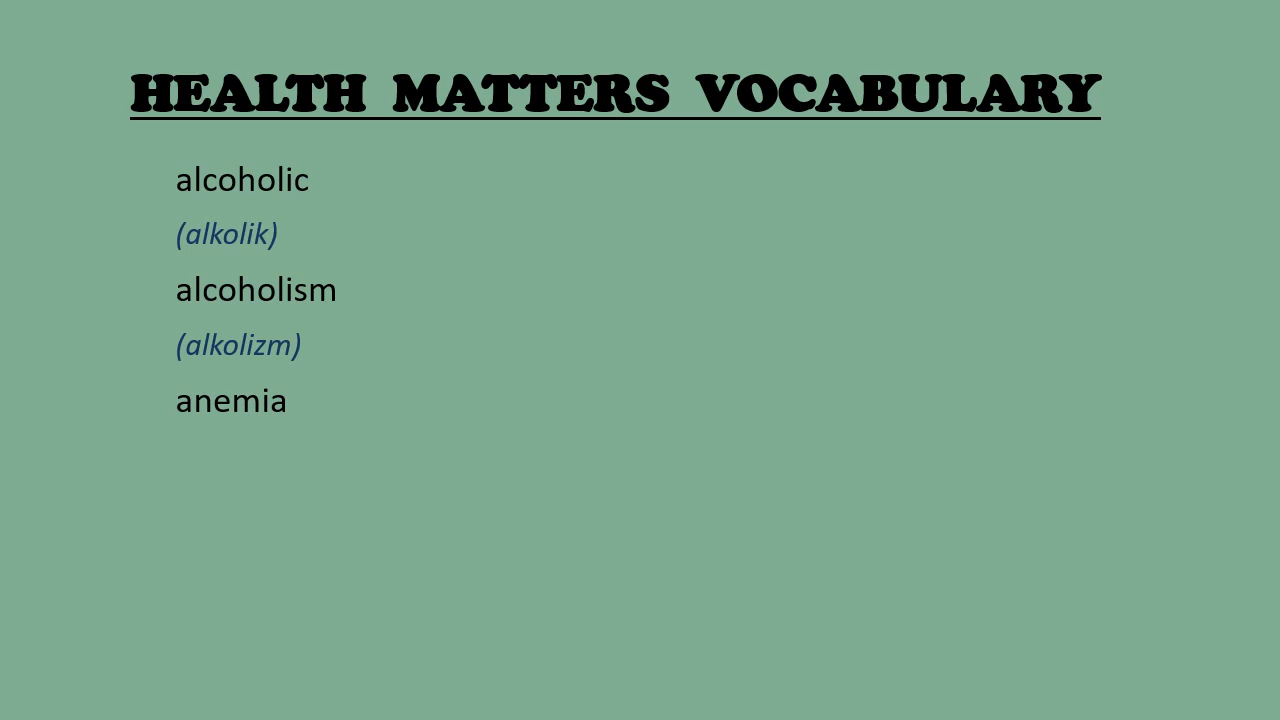 HEALTH MATTERS VOCABULARY
alcoholic
(alkolik)
alcoholism
(alkolizm)
anemia